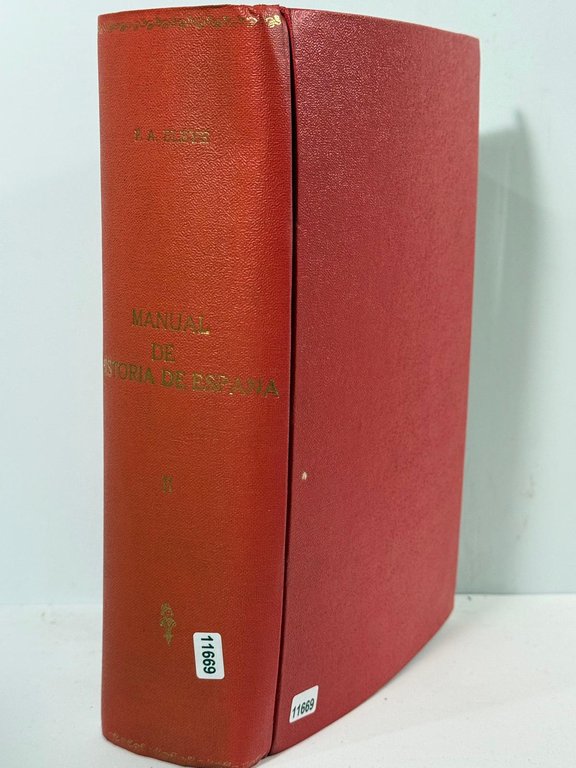 MANUAL
DE
ISTORIA DE ESPAÑA
11669
11669